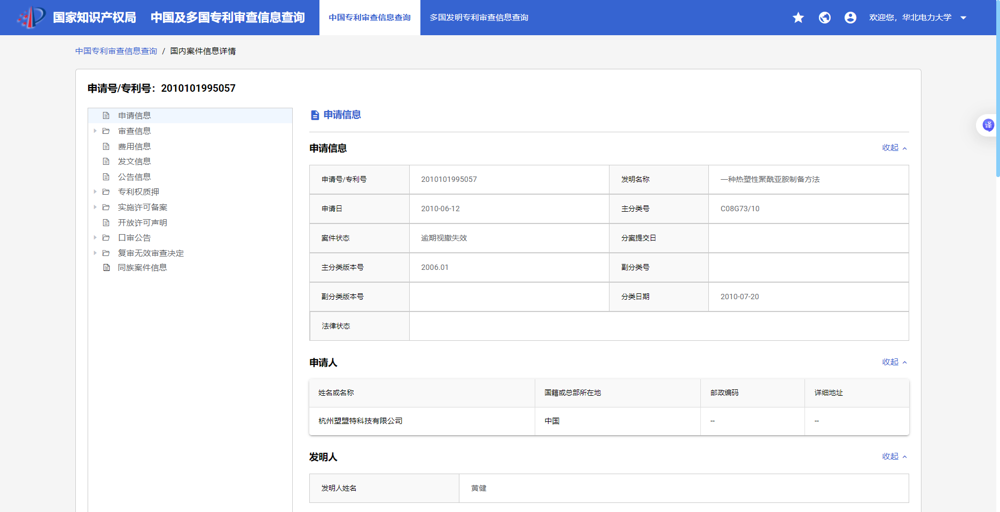 国家知识产权局 中国及多国专利审查信息查询 中国专利审查信息查询 多国发明专利审查信息查询 欢迎您，华北电力大学
中国专利审查信息查询 / 国内案件信息详情
申请号/专利号：2010101995057
申请信息
审查信息
费用信息
发文信息
公告信息
专利权质押
实施许可备案
开放许可声明
口审公告
复审无效审查决定
同族案件信息
申请信息
申请信息 收起
申请号/专利号 2010101995057 发明名称 一种热塑性聚酰亚胺制备方法
申请日 2010-06-12 主分类号 C08G73/10
案件状态 逾期视撤失效 分案提交日
主分类版本号 2006.01 副分类号
副分类版本号 分类日期 2010-07-20
法律状态
申请人 收起
姓名或名称 国籍或总部所在地 邮政编码 详细地址
杭州塑盟特科技有限公司 中国 -- --
发明人 收起
发明人姓名 黄健
译